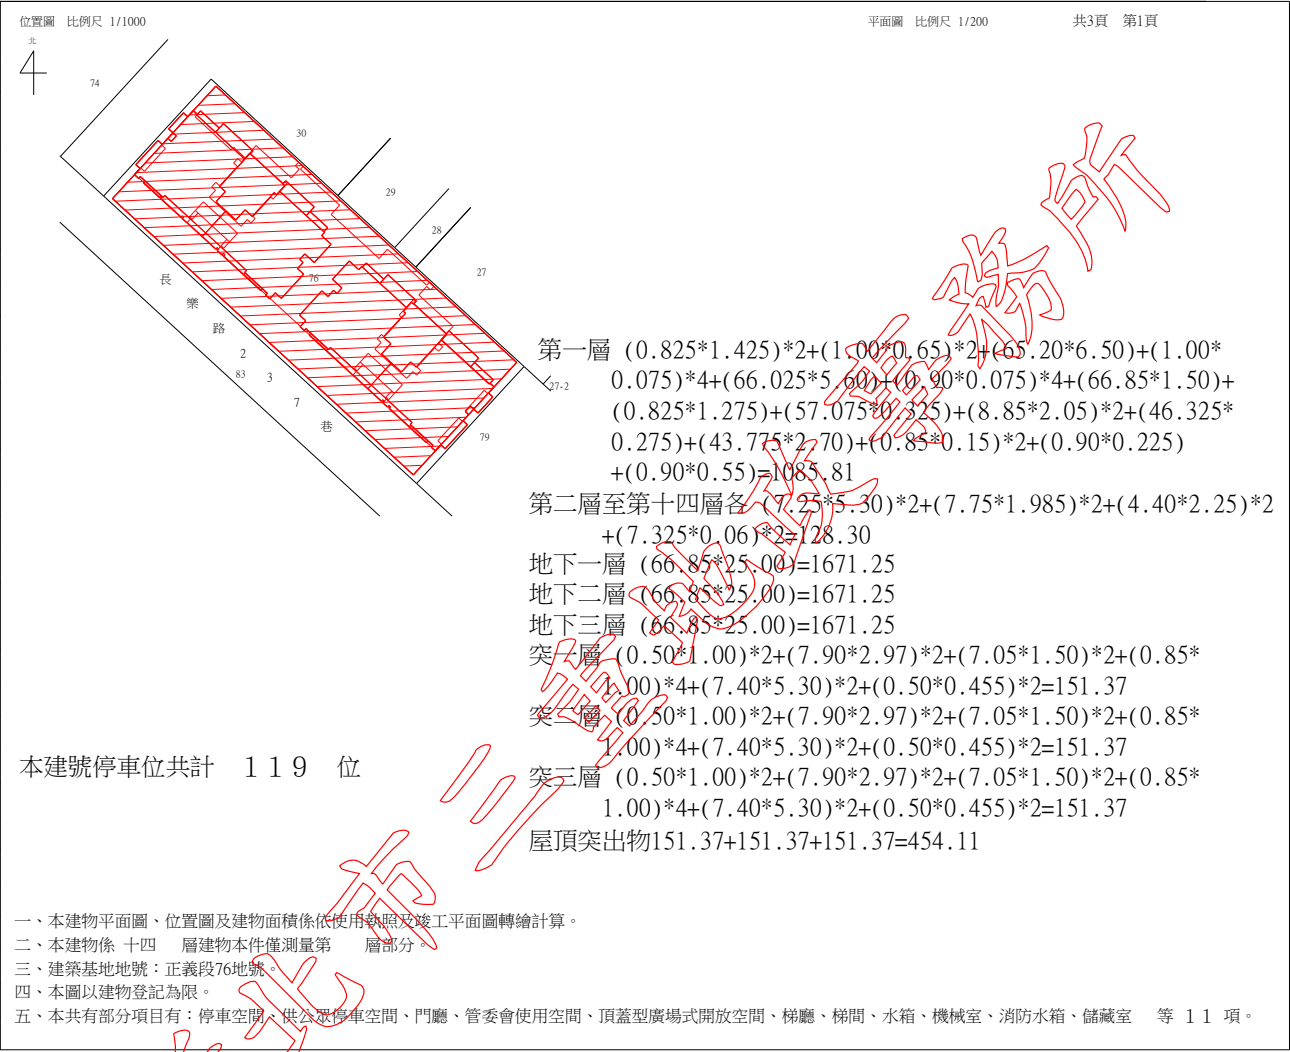 位置圖　比例尺 1/1000
平面圖　比例尺 1/200
共3頁　第1頁
北
74
30
29
28
27
76
長
樂
路
2
83
3
7
巷
27-2
79
第一層 (0.825*1.425)*2+(1.00*0.65)*2+(65.20*6.50)+(1.00*
0.075)*4+(66.025*5.60)+(0.90*0.075)*4+(66.85*1.50)+
(0.825*1.275)+(57.075*0.325)+(8.85*2.05)*2+(46.325*
0.275)+(43.775*2.70)+(0.85*0.15)*2+(0.90*0.225)
+(0.90*0.55)=1085.81
第二層至第十四層各 (7.25*5.30)*2+(7.75*1.985)*2+(4.40*2.25)*2
+(7.325*0.06)*2=128.30
地下一層 (66.85*25.00)=1671.25
地下二層 (66.85*25.00)=1671.25
地下三層 (66.85*25.00)=1671.25
突一層 (0.50*1.00)*2+(7.90*2.97)*2+(7.05*1.50)*2+(0.85*
1.00)*4+(7.40*5.30)*2+(0.50*0.455)*2=151.37
突二層 (0.50*1.00)*2+(7.90*2.97)*2+(7.05*1.50)*2+(0.85*
1.00)*4+(7.40*5.30)*2+(0.50*0.455)*2=151.37
突三層 (0.50*1.00)*2+(7.90*2.97)*2+(7.05*1.50)*2+(0.85*
1.00)*4+(7.40*5.30)*2+(0.50*0.455)*2=151.37
屋頂突出物151.37+151.37+151.37=454.11
本建號停車位共計　１１９　位
一、本建物平面圖、位置圖及建物面積係依使用執照及竣工平面圖轉繪計算。
二、本建物係 十四　層建物本件僅測量第　　層部分。
三、建築基地地號：正義段76地號。
四、本圖以建物登記為限。
五、本共有部分項目有：停車空間、供公眾停車空間、門廳、管委會使用空間、頂蓋型廣場式開放空間、梯廳、梯間、水箱、機械室、消防水箱、儲藏室　等 １１ 項。
北市三重地政事務所